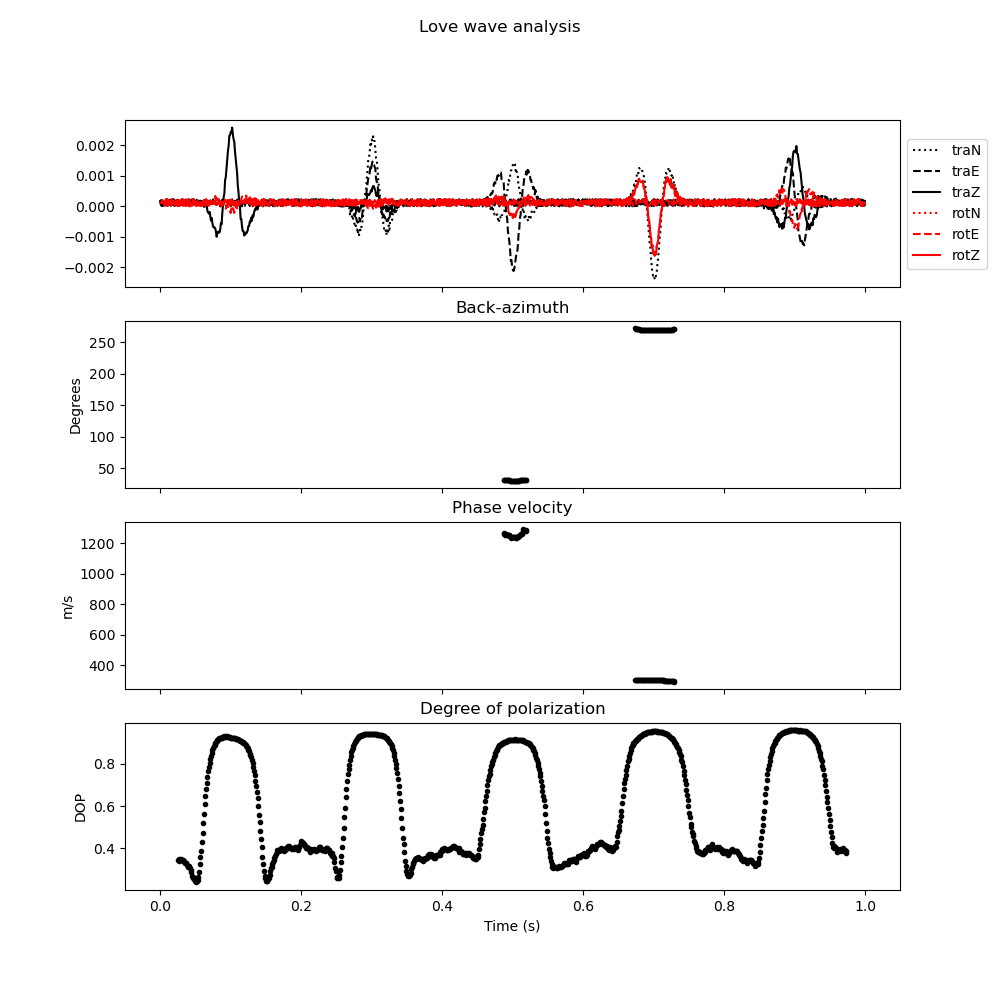 Love wave analysis
0.002
0.001
0.000
−0.001
−0.002
traN
traE
traZ
rotN
rotE
rotZ
Back-azimuth
Degrees
250
200
150
100
50
Phase velocity
m/s
1200
1000
800
600
400
Degree of polarization
DOP
0.8
0.6
0.4
0.0 0.2 0.4 0.6 0.8 1.0
Time (s)